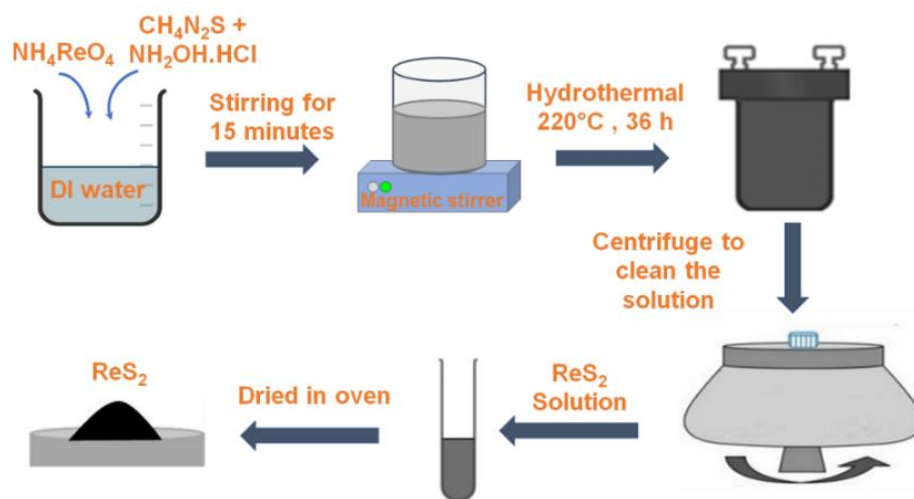 CH₄N₂S +
NH₄ReO₄ NH₂OH.HCl
DI water
Stirring for
15 minutes
Magnetic stirrer
Hydrothermal
220°C , 36 h
Centrifuge to
clean the
solution
ReS₂
Solution
Dried in oven
ReS₂